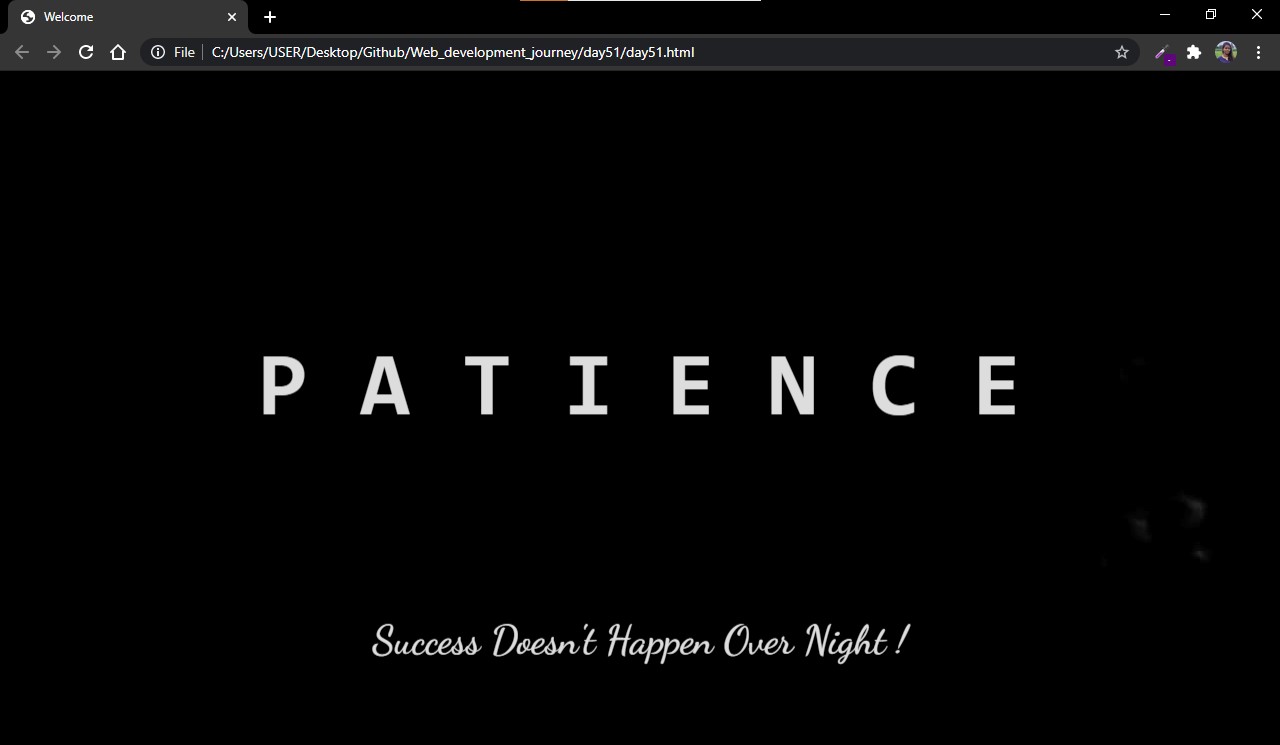 Welcome
File C:/Users/USER/Desktop/Github/Web_development_journey/day51/day51.html
P A T I E N C E
Success Doesn't Happen Over Night !